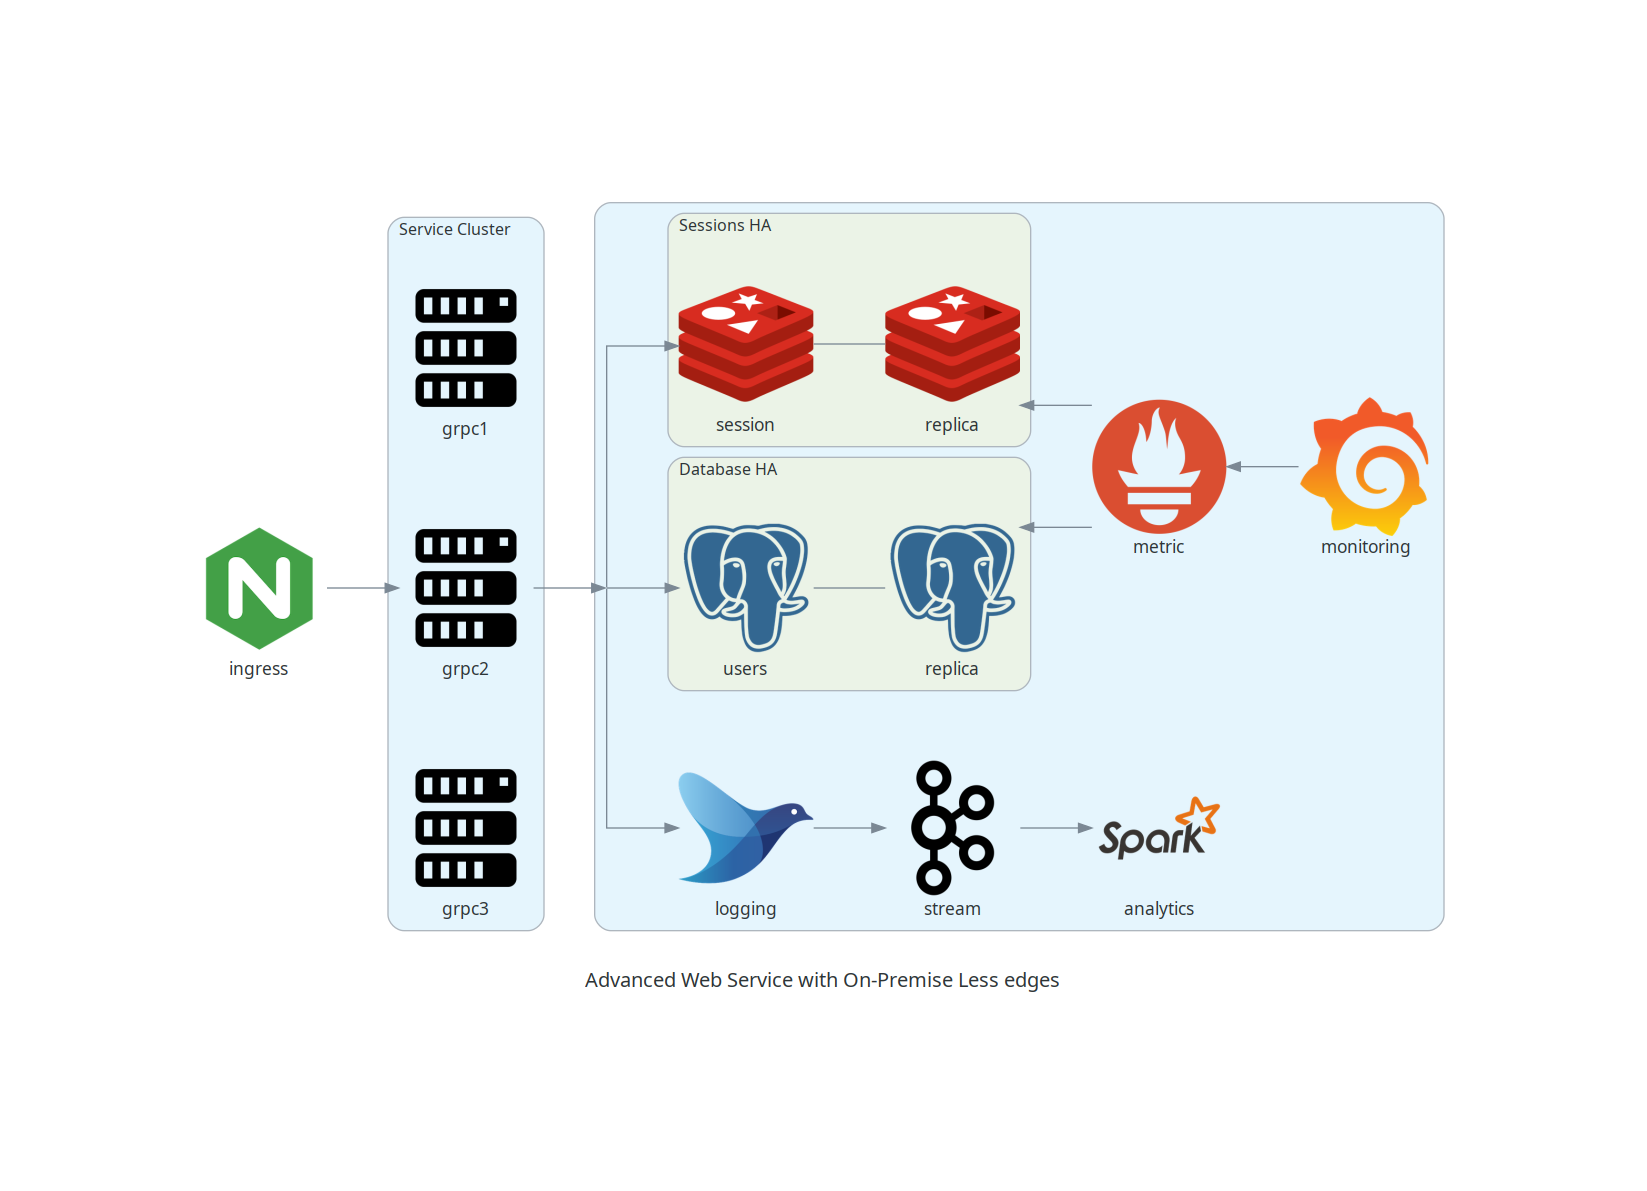 Service Cluster
grpc1
grpc2
grpc3
ingress
Sessions HA
session
replica
Database HA
users
replica
metric
monitoring
logging
stream
Spark
analytics
Advanced Web Service with On-Premise Less edges